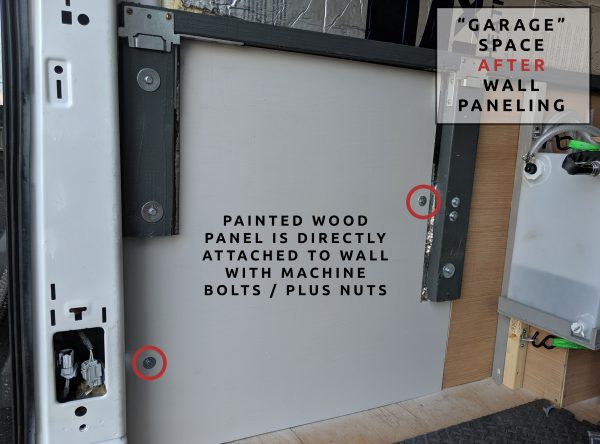 “GARAGE”
SPACE
AFTER
WALL
PANELING
PAINTED WOOD
PANEL IS DIRECTLY
ATTACHED TO WALL
WITH MACHINE
BOLTS / PLUS NUTS